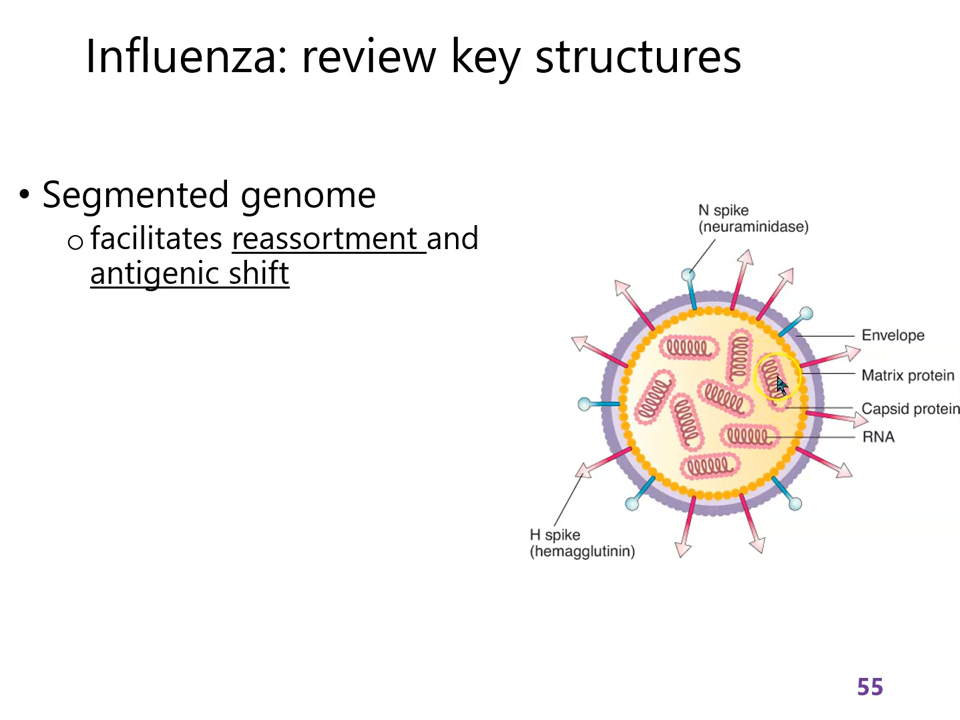 Influenza: review key structures
• Segmented genome
o facilitates reassortment and
antigenic shift
N spike
(neuraminidase)
Envelope
Matrix protein
Capsid protein
RNA
H spike
(hemagglutinin)
55